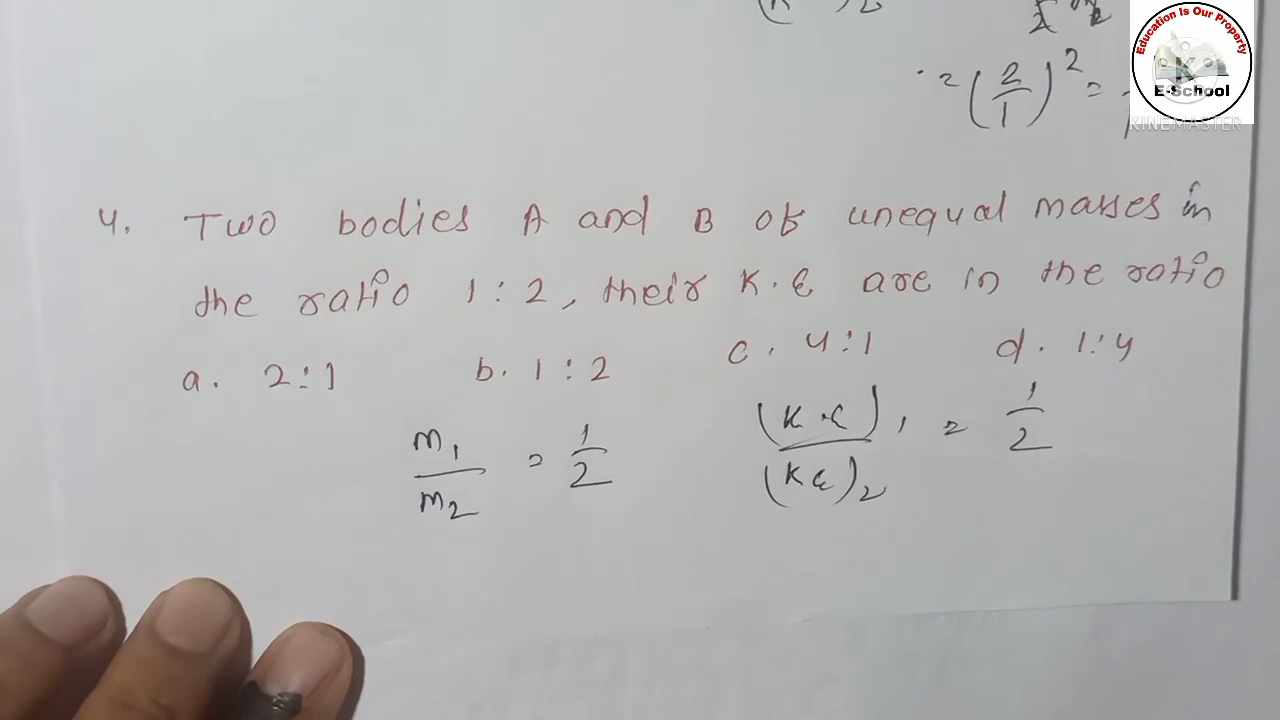 Education Is Our Property
K
E-School
KINEMASTER
= (2/1)^2 =
4. Two bodies A and B of unequal masses in
the ratio 1:2, their K.E are in the ratio
a. 2:1 b. 1:2 c. 4:1 d. 1:4
m1/m2 = 1/2 (K.E)1/(KE)2 = 1/2